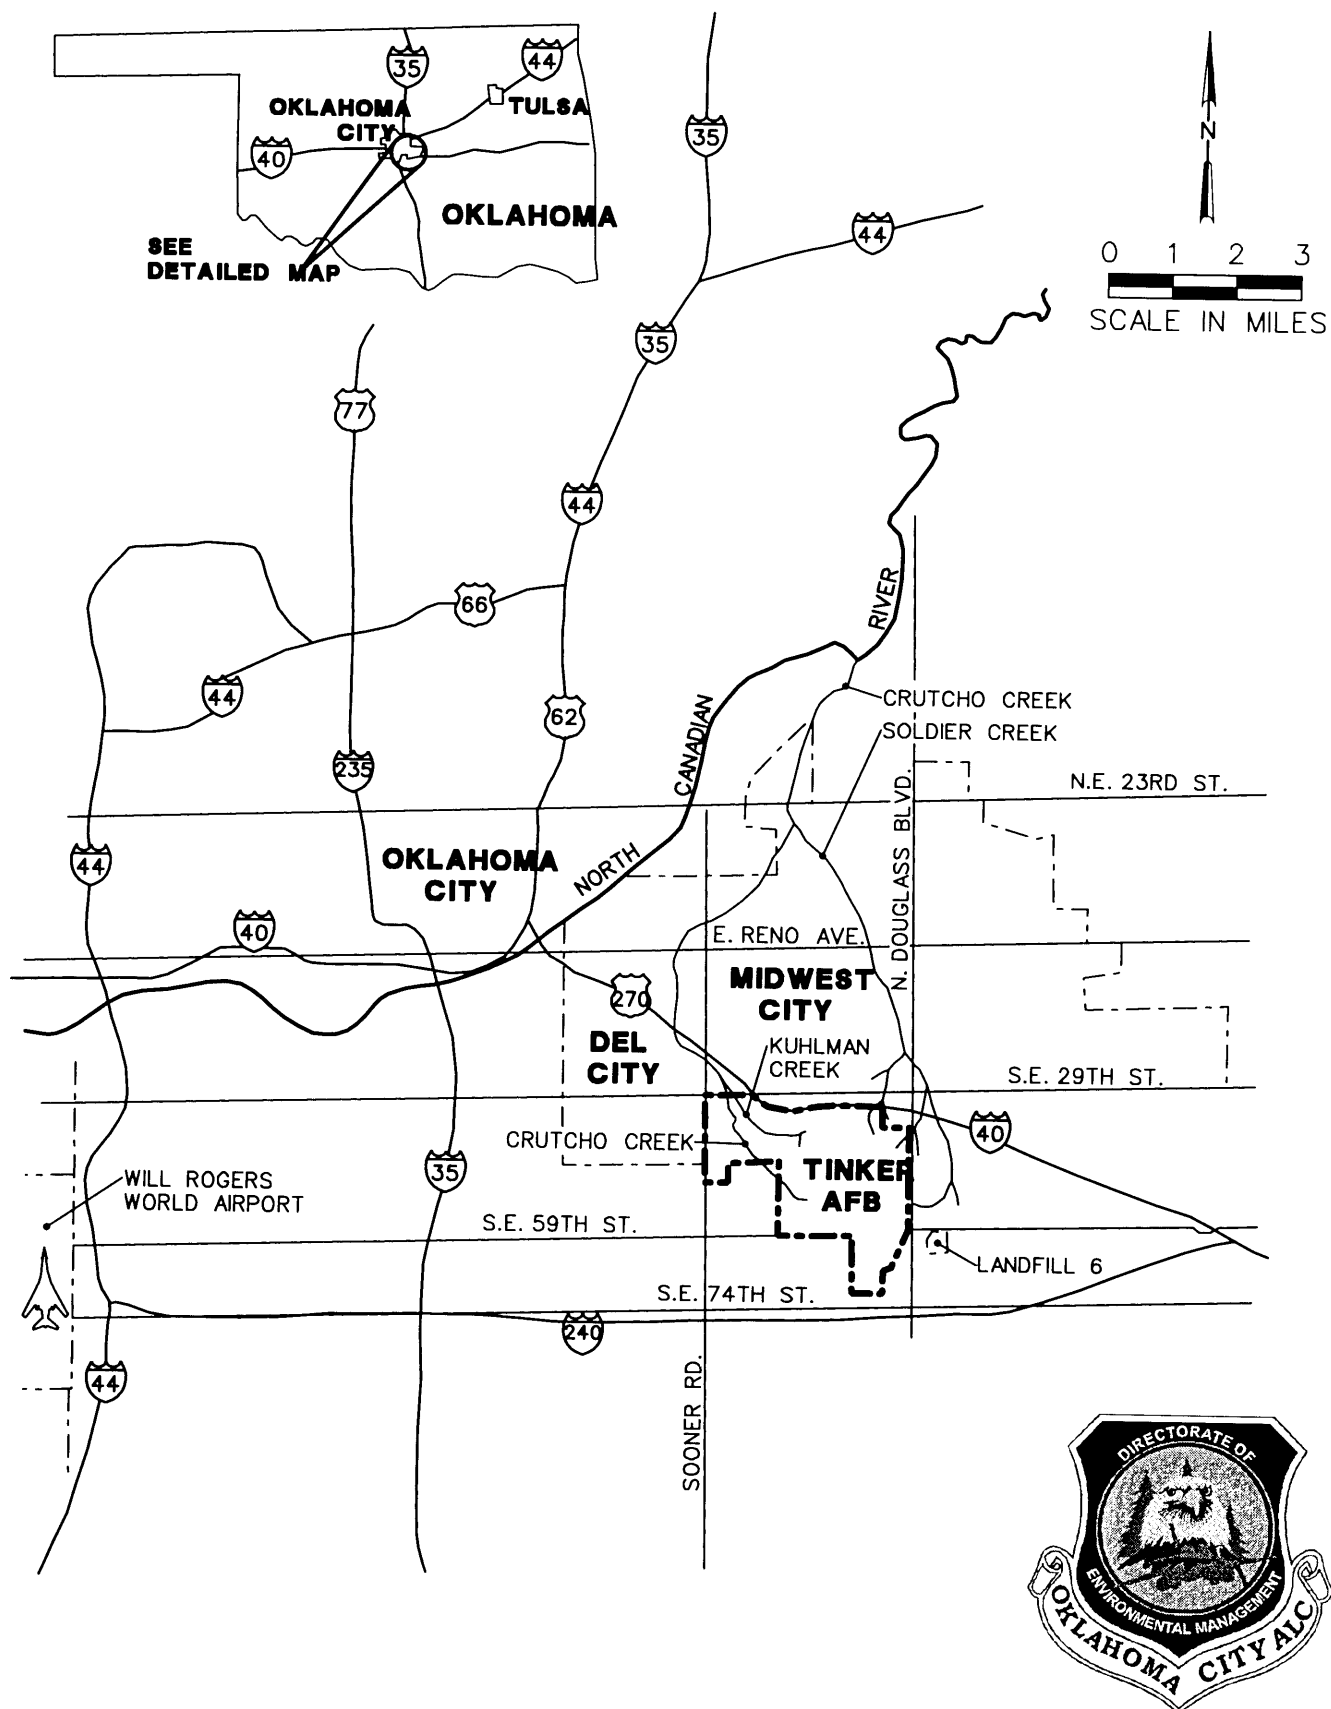 35
44
OKLAHOMA
CITY
TULSA
40
OKLAHOMA
SEE
DETAILED MAP
35
44
N
0 1 2 3
SCALE IN MILES
35
77
44
66
RIVER
44
CRUTCHO CREEK
62
SOLDIER CREEK
CANADIAN
235
N.E. 23RD ST.
N. DOUGLASS BLVD.
44
OKLAHOMA
CITY
NORTH
40
E. RENO AVE.
MIDWEST
CITY
270
DEL
CITY
KUHLMAN
CREEK
S.E. 29TH ST.
40
CRUTCHO CREEK
TINKER
AFB
35
WILL ROGERS
WORLD AIRPORT
S.E. 59TH ST.
LANDFILL 6
S.E. 74TH ST.
240
44
SOONER RD.
DIRECTORATE OF
ENVIRONMENTAL MANAGEMENT
OKLAHOMA CITY ALC